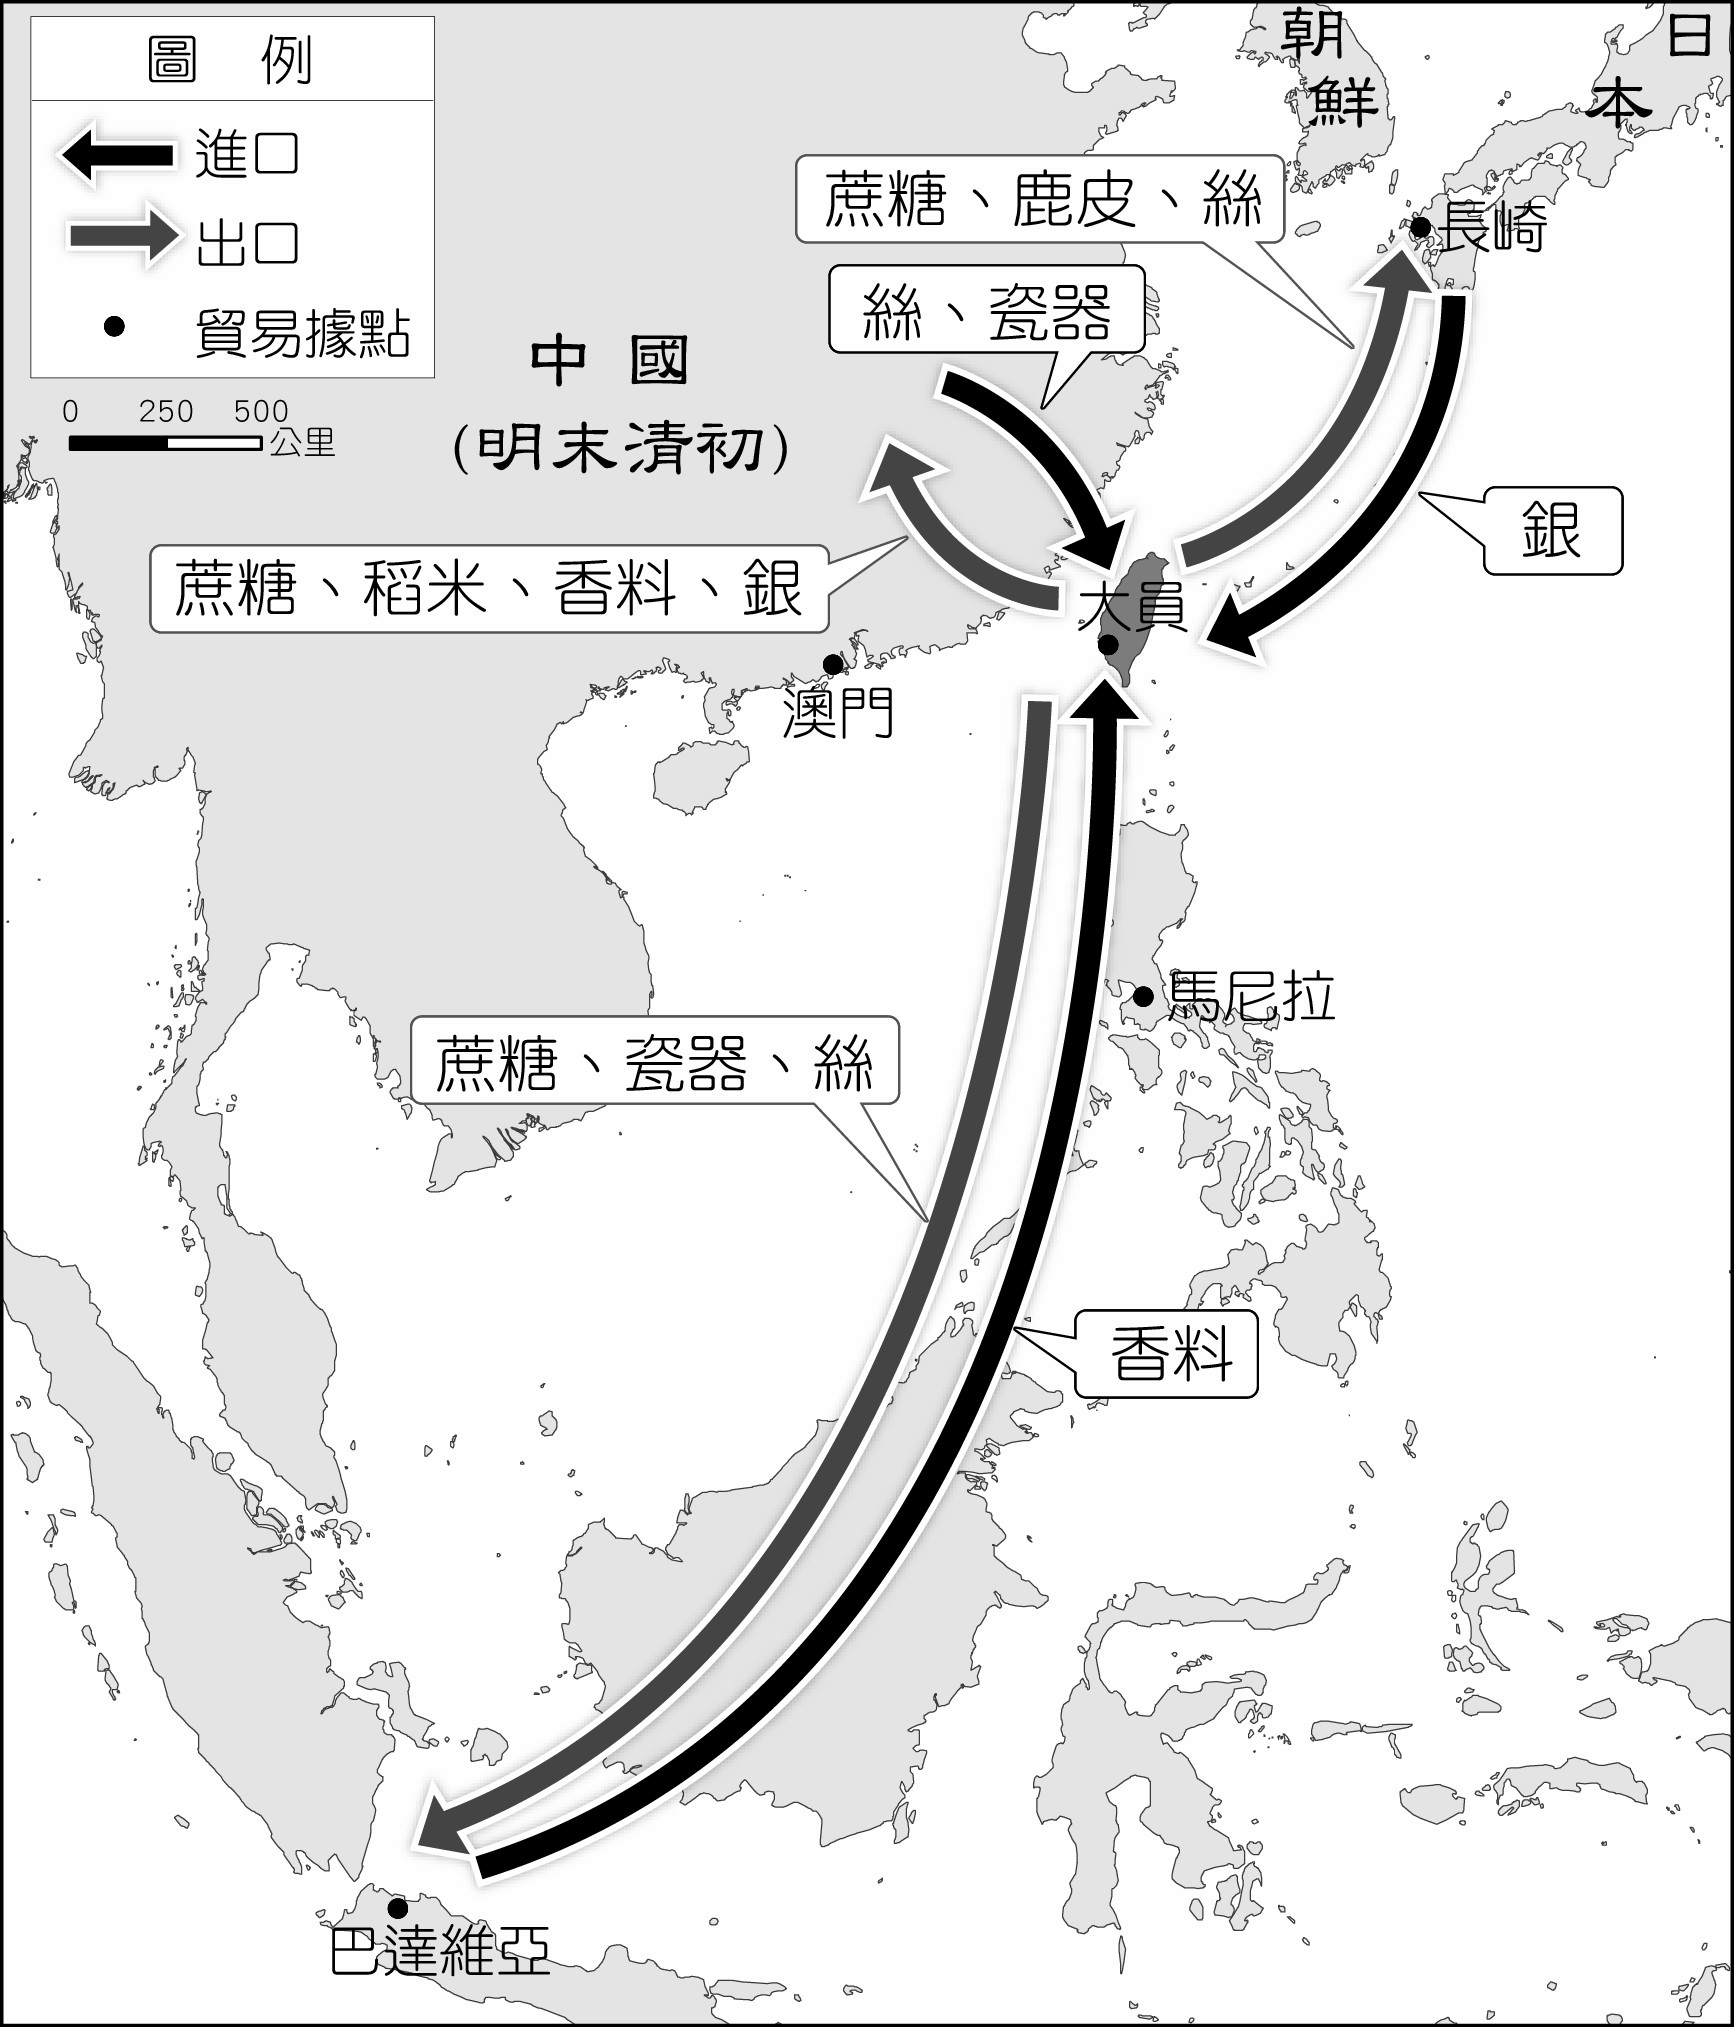 圖 例
進口
出口
貿易據點
0 250 500
公里
朝
鮮
日
本
蔗糖、鹿皮、絲
長崎
絲、瓷器
中 國
(明末清初)
銀
蔗糖、稻米、香料、銀
大員
澳門
馬尼拉
蔗糖、瓷器、絲
香料
巴達維亞